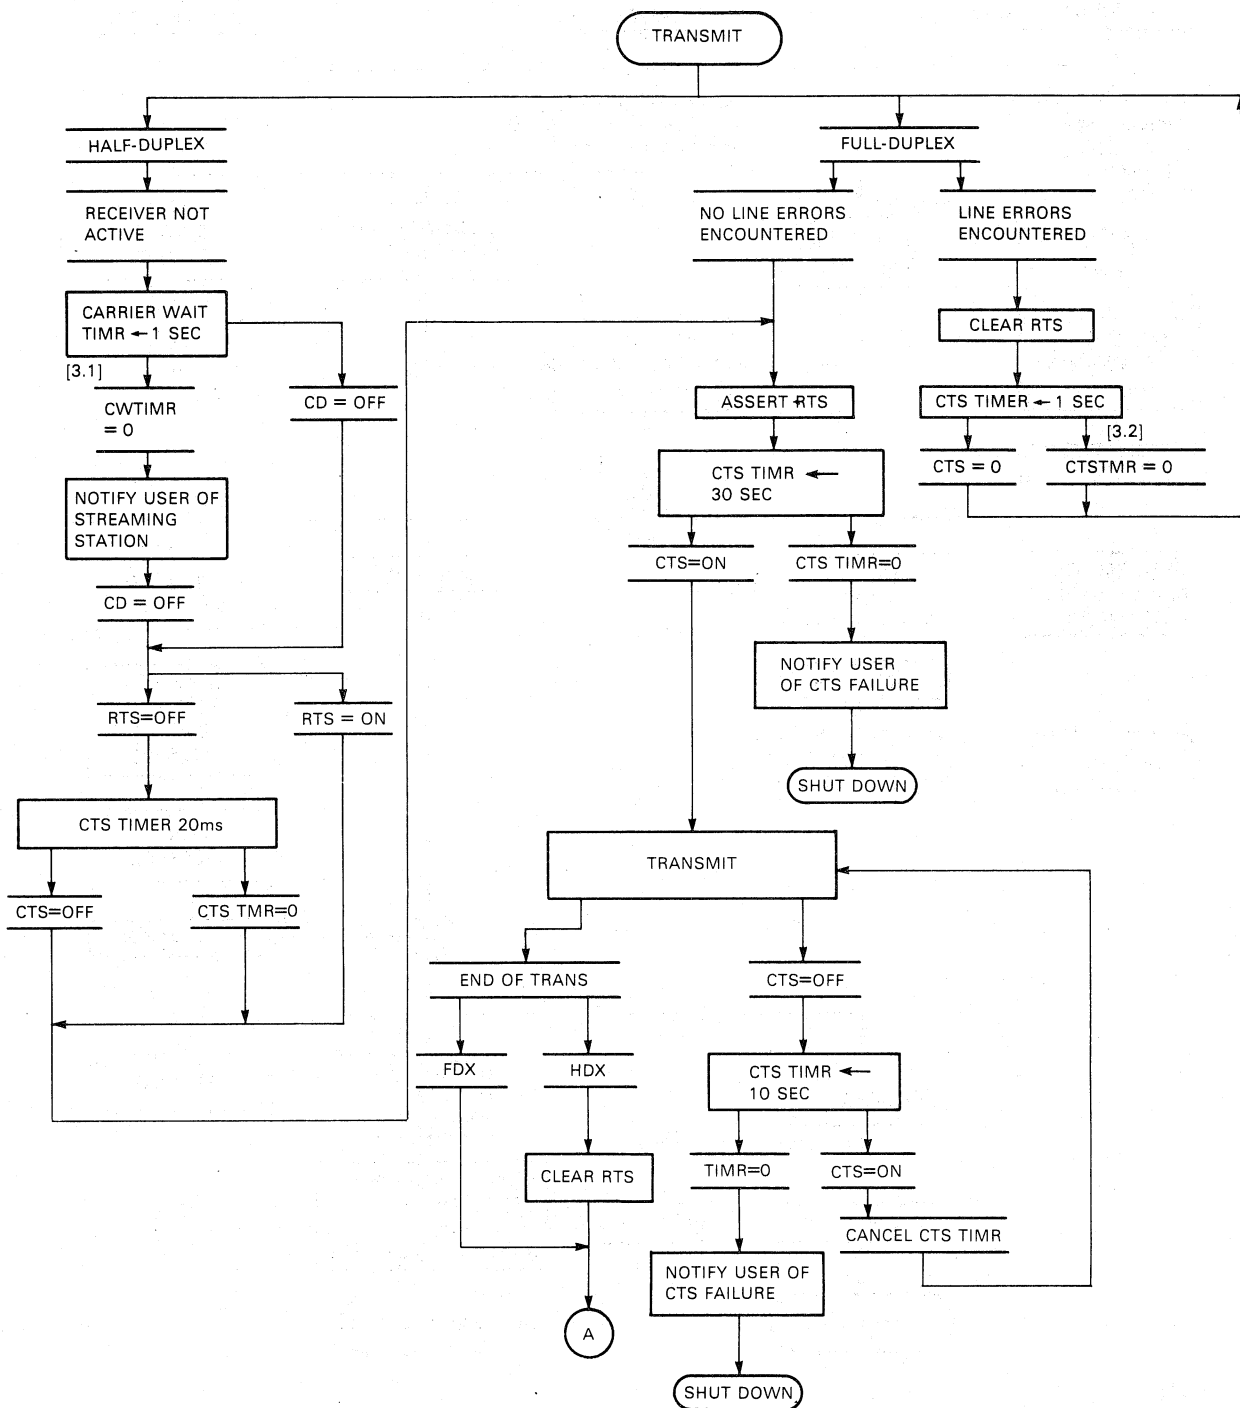 TRANSMIT
HALF-DUPLEX
FULL-DUPLEX
RECEIVER NOT
ACTIVE
NO LINE ERRORS
ENCOUNTERED
LINE ERRORS
ENCOUNTERED
CARRIER WAIT
TIMR ← 1 SEC
CLEAR RTS
[3.1]
CWTIMR
= 0
CD = OFF
ASSERT RTS
CTS TIMER ← 1 SEC
[3.2]
CTS TIMR ←
30 SEC
CTS = 0
CTSTMR = 0
NOTIFY USER OF
STREAMING
STATION
CTS=ON
CTS TIMR=0
CD = OFF
NOTIFY USER
OF CTS FAILURE
RTS=OFF
RTS = ON
SHUT DOWN
CTS TIMER 20ms
TRANSMIT
CTS=OFF
CTS TMR=0
END OF TRANS
CTS=OFF
FDX
HDX
CTS TIMR ←
10 SEC
CLEAR RTS
TIMR=0
CTS=ON
CANCEL CTS TIMR
NOTIFY USER OF
CTS FAILURE
A
SHUT DOWN